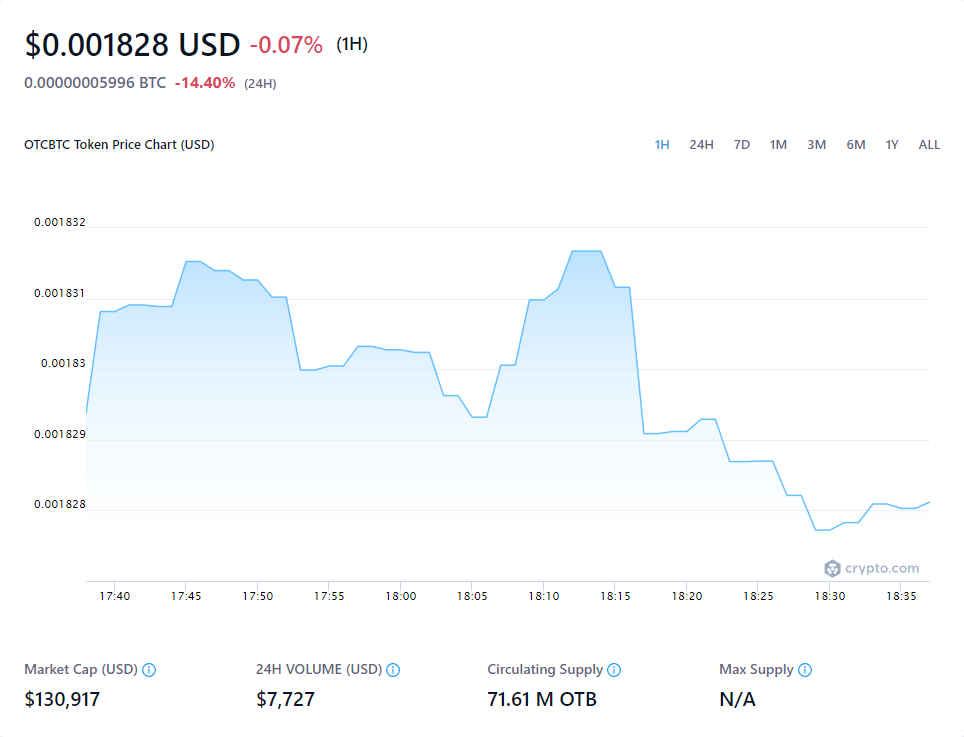 $0.001828 USD -0.07% (1H)
0.00000005996 BTC -14.40% (24H)
OTCBTC Token Price Chart (USD) 1H 24H 7D 1M 3M 6M 1Y ALL
0.001832
0.001831
0.00183
0.001829
0.001828
crypto.com
17:40 17:45 17:50 17:55 18:00 18:05 18:10 18:15 18:20 18:25 18:30 18:35
Market Cap (USD) 24H VOLUME (USD) Circulating Supply Max Supply
$130,917 $7,727 71.61 M OTB N/A